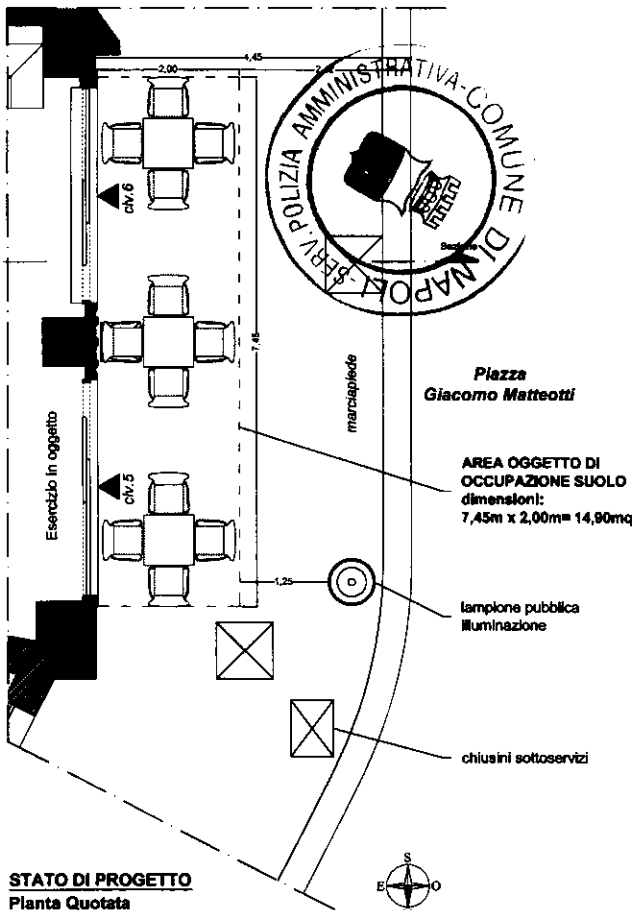 4,45
2,00
SERV. POLIZIA AMMINISTRATIVA - COMUNE DI NAPOLI
civ.6
Sezione
7,45
marciapiede
Piazza
Giacomo Matteotti
Esercizio in oggetto
civ.5
AREA OGGETTO DI
OCCUPAZIONE SUOLO
dimensioni:
7,45m x 2,00m= 14,90mq
1,25
lampione pubblica
illuminazione
chiusini sottoservizi
STATO DI PROGETTO
Pianta Quotata
S
E
O